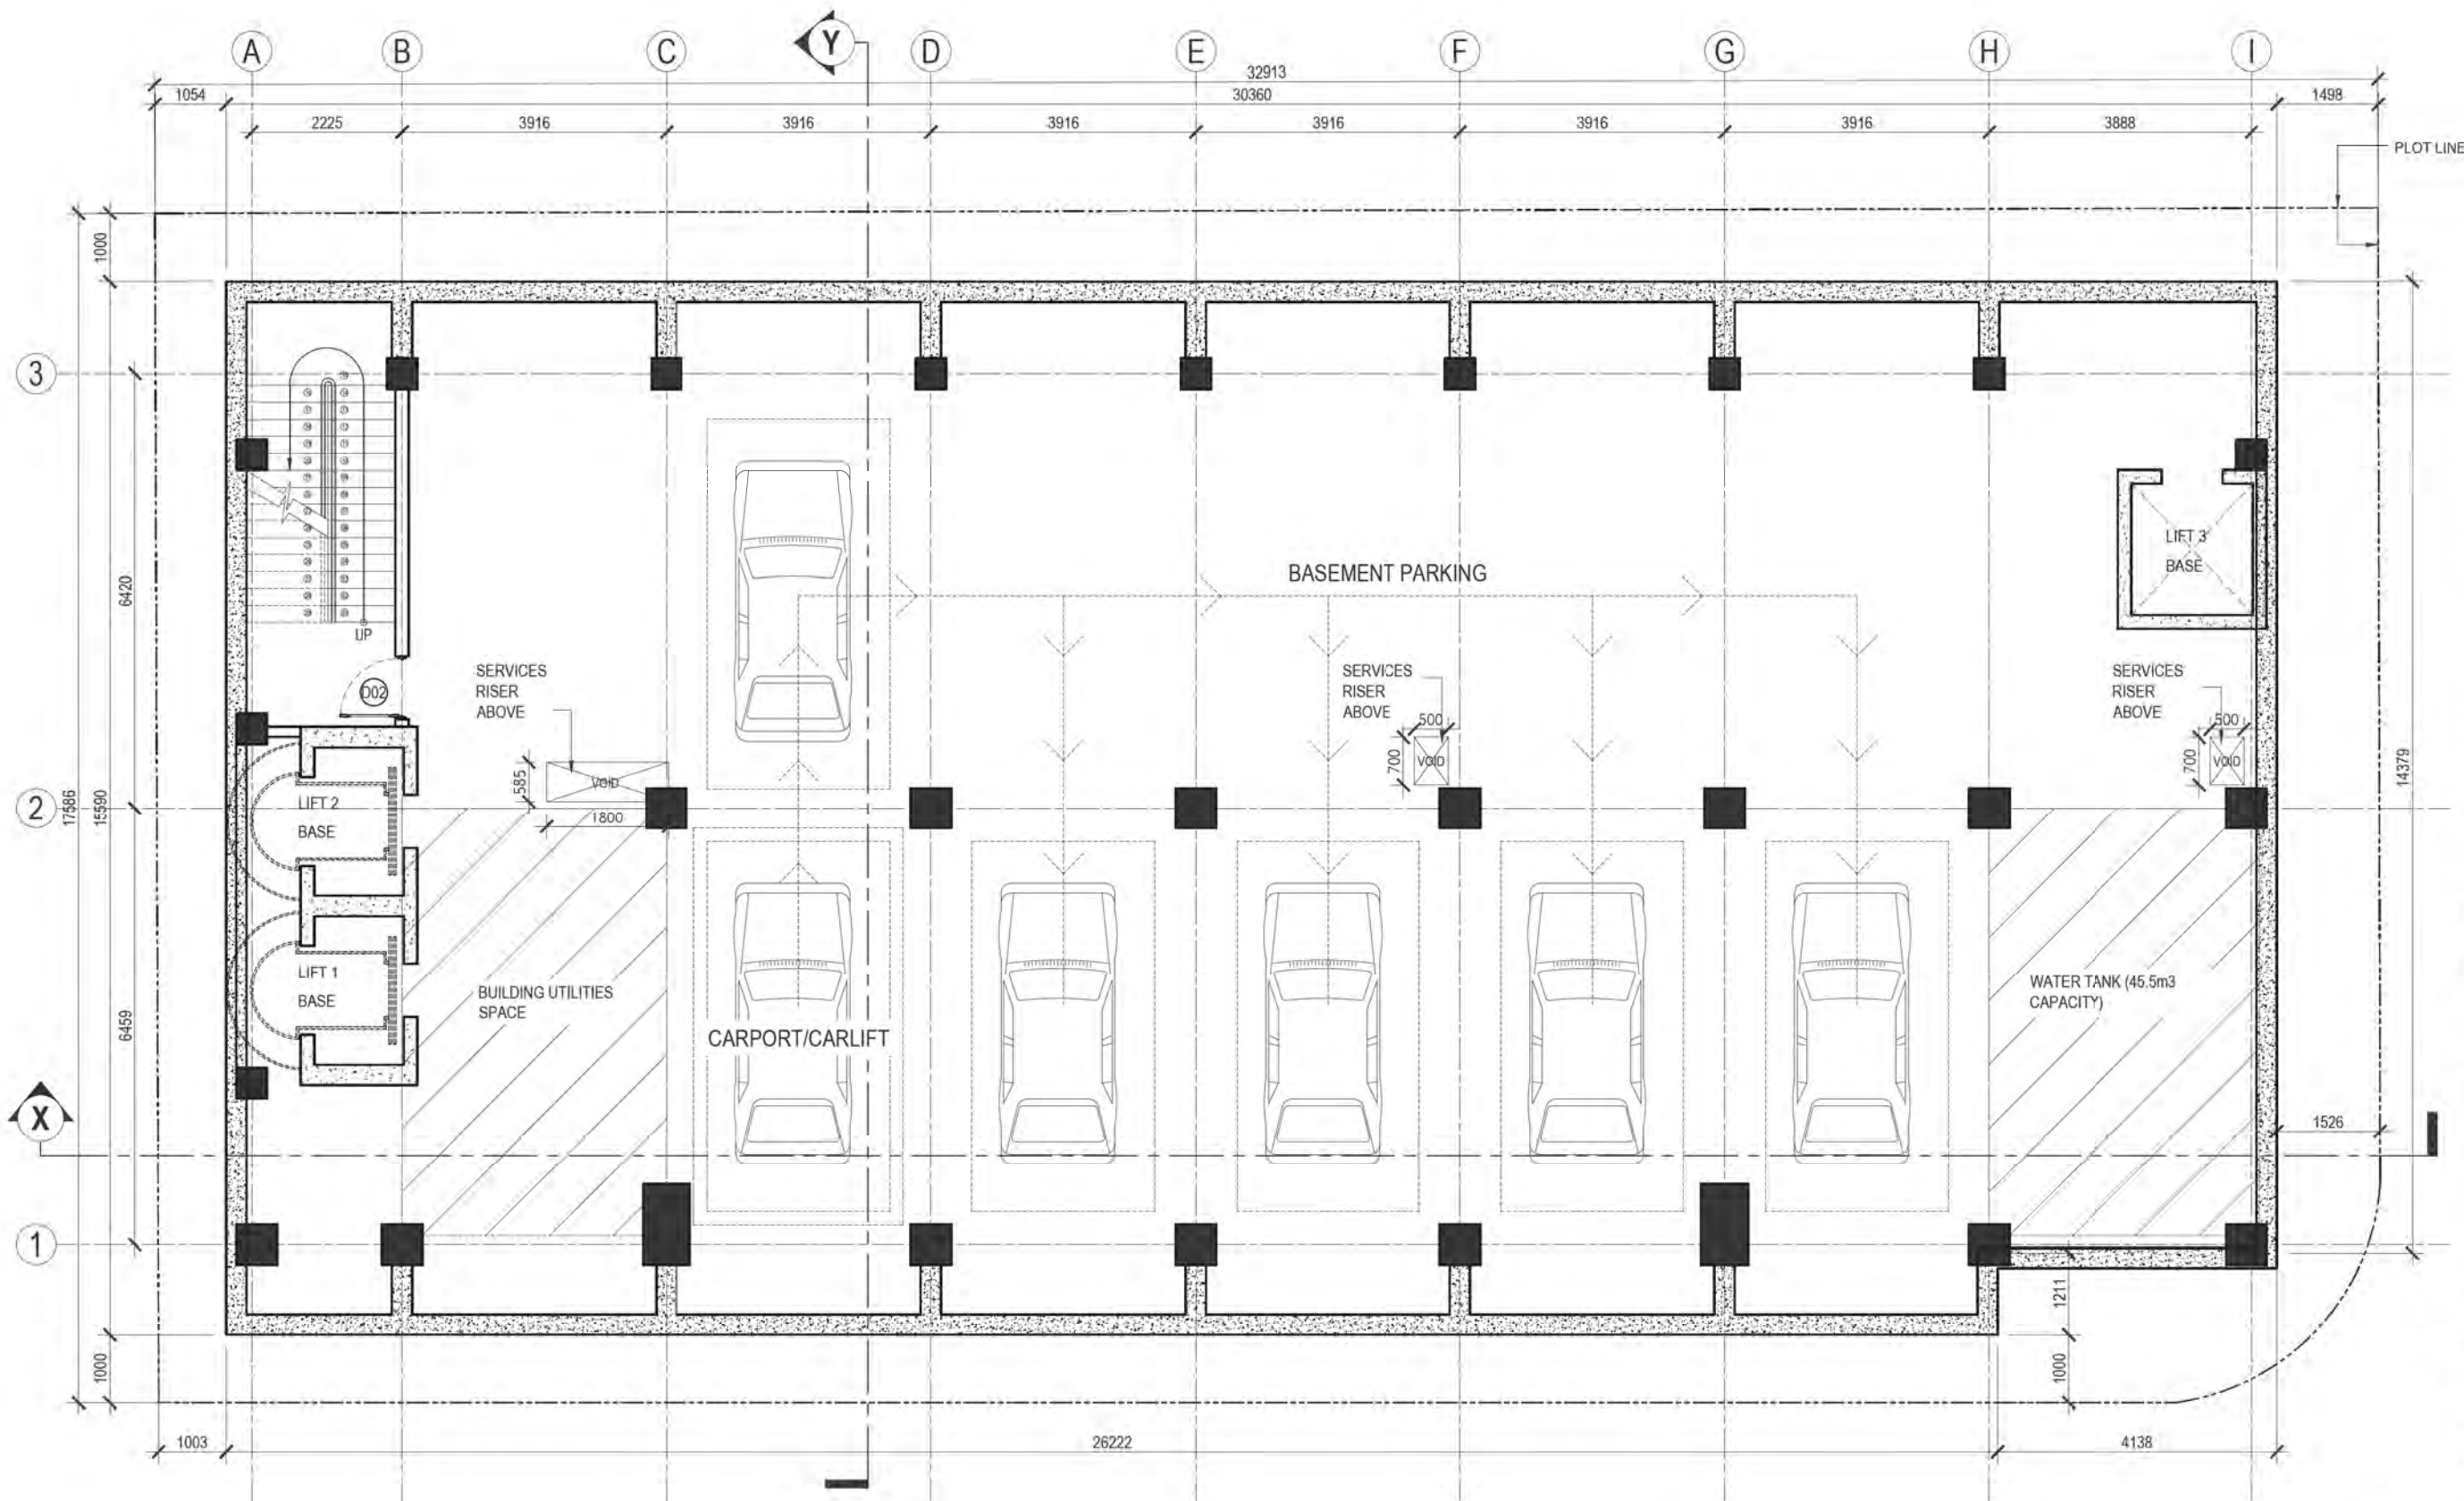 A
B
C
Y
D
E
F
G
H
I
32913
1054
30360
1498
2225
3916
3916
3916
3916
3916
3916
3888
PLOT LINE
1000
3
6420
UP
D02
BASEMENT PARKING
LIFT 3
BASE
SERVICES
RISER
ABOVE
SERVICES
RISER
ABOVE
SERVICES
RISER
ABOVE
500
500
585
VOID
700
VOID
700
VOID
14379
2
17586
15590
1800
LIFT 2
BASE
LIFT 1
BASE
BUILDING UTILITIES
SPACE
CARPORT/CARLIFT
WATER TANK (45.5m3
CAPACITY)
6459
X
1526
1
1211
1000
1000
1003
26222
4138